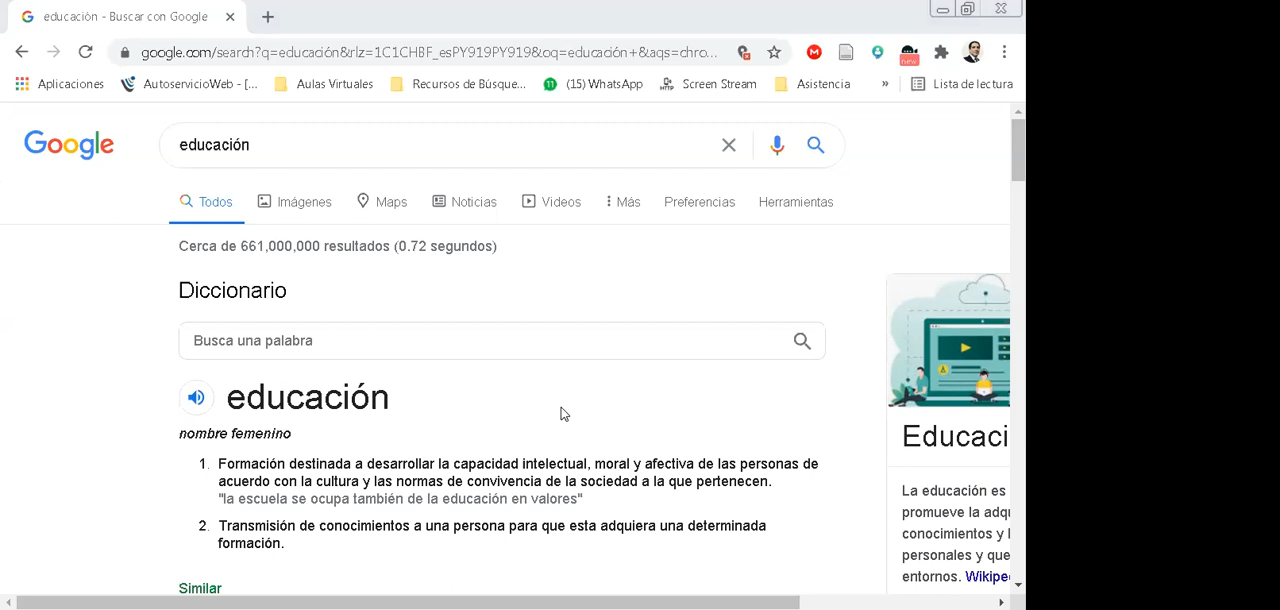 educación - Buscar con Google
google.com/search?q=educación&rlz=1C1CHBF_esPY919PY919&oq=educación+&aqs=chro...
new
Aplicaciones
AutoservicioWeb - [...
Aulas Virtuales
Recursos de Búsque...
11
(15) WhatsApp
HTTP
Screen Stream
Asistencia
»
Lista de lectura
Google
educación
Todos
Imágenes
Maps
Noticias
Videos
Más
Preferencias
Herramientas
Cerca de 661,000,000 resultados (0.72 segundos)
Diccionario
Busca una palabra
educación
nombre femenino
1. Formación destinada a desarrollar la capacidad intelectual, moral y afectiva de las personas de
acuerdo con la cultura y las normas de convivencia de la sociedad a la que pertenecen.
"la escuela se ocupa también de la educación en valores"
2. Transmisión de conocimientos a una persona para que esta adquiera una determinada
formación.
Similar
Educaci
La educación es
promueve la adqu
conocimientos y l
personales y que
entornos. Wikipe